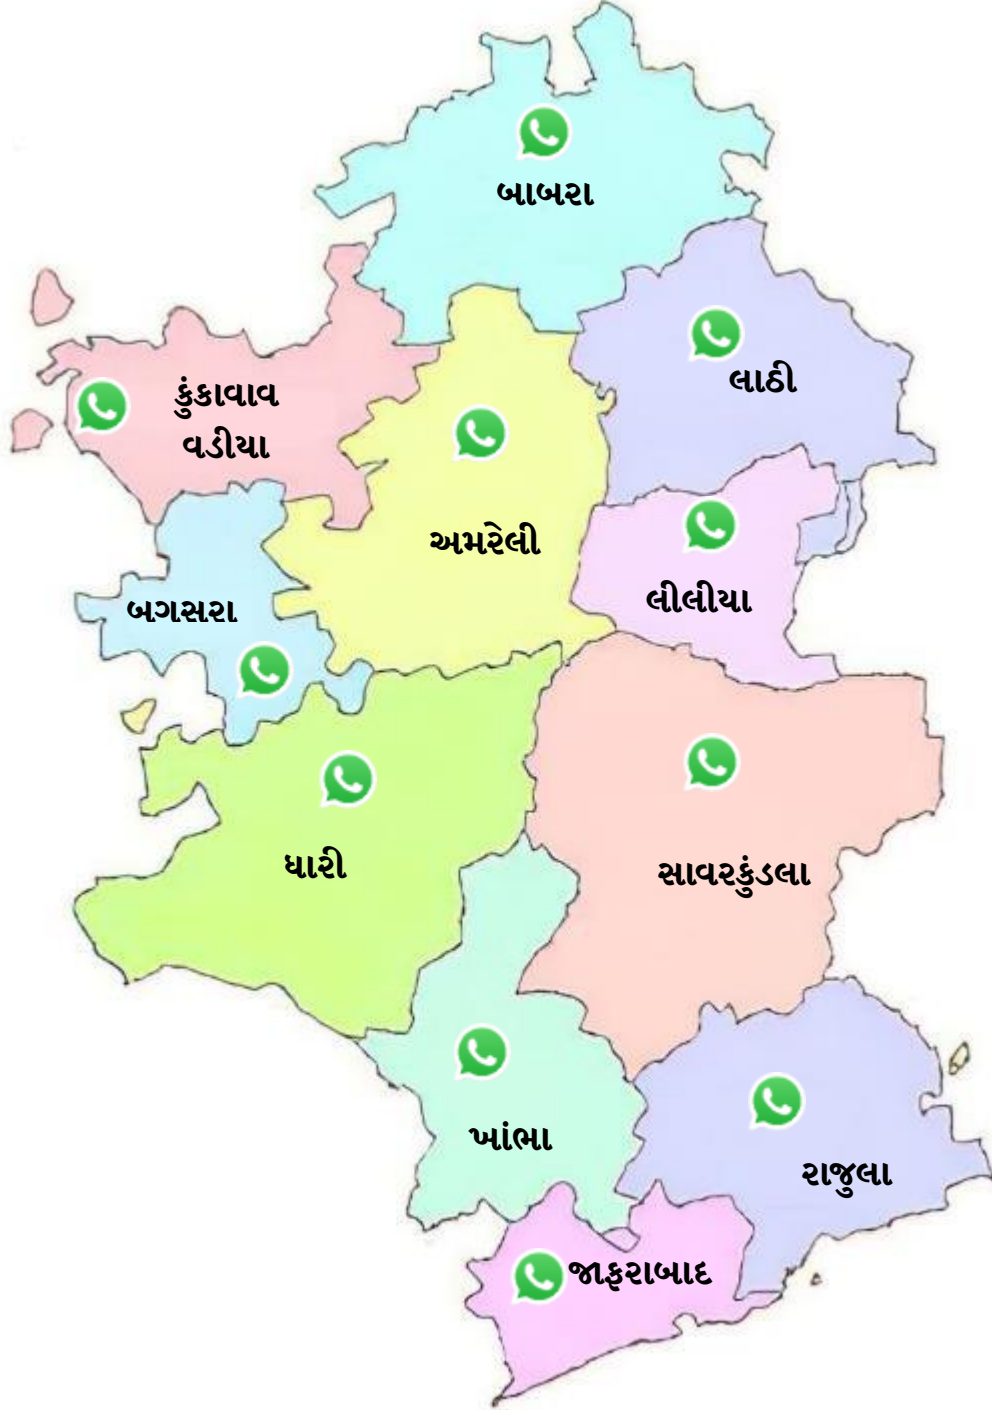 બાબરા
લાઠી
કુંકાવાવ
વડીયા
અમરેલી
લીલીયા
બગસરા
ધારી
સાવરકુંડલા
ખાંભા
રાજુલા
જાફરાબાદ